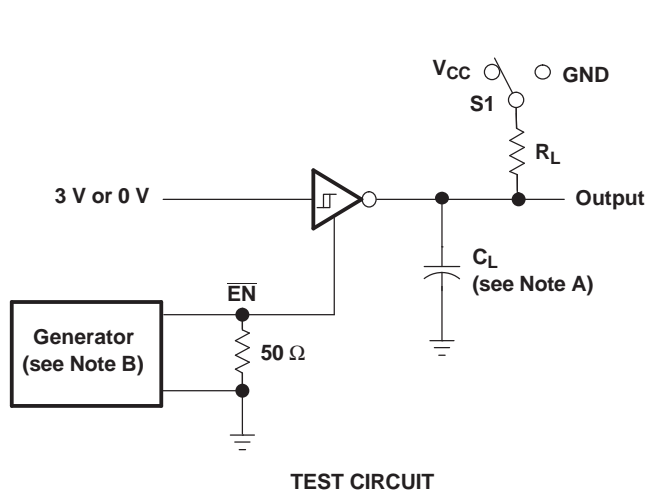 VCC
GND
S1
RL
3 V or 0 V
Output
CL
(see Note A)
EN
Generator
(see Note B)
50 Ω
TEST CIRCUIT